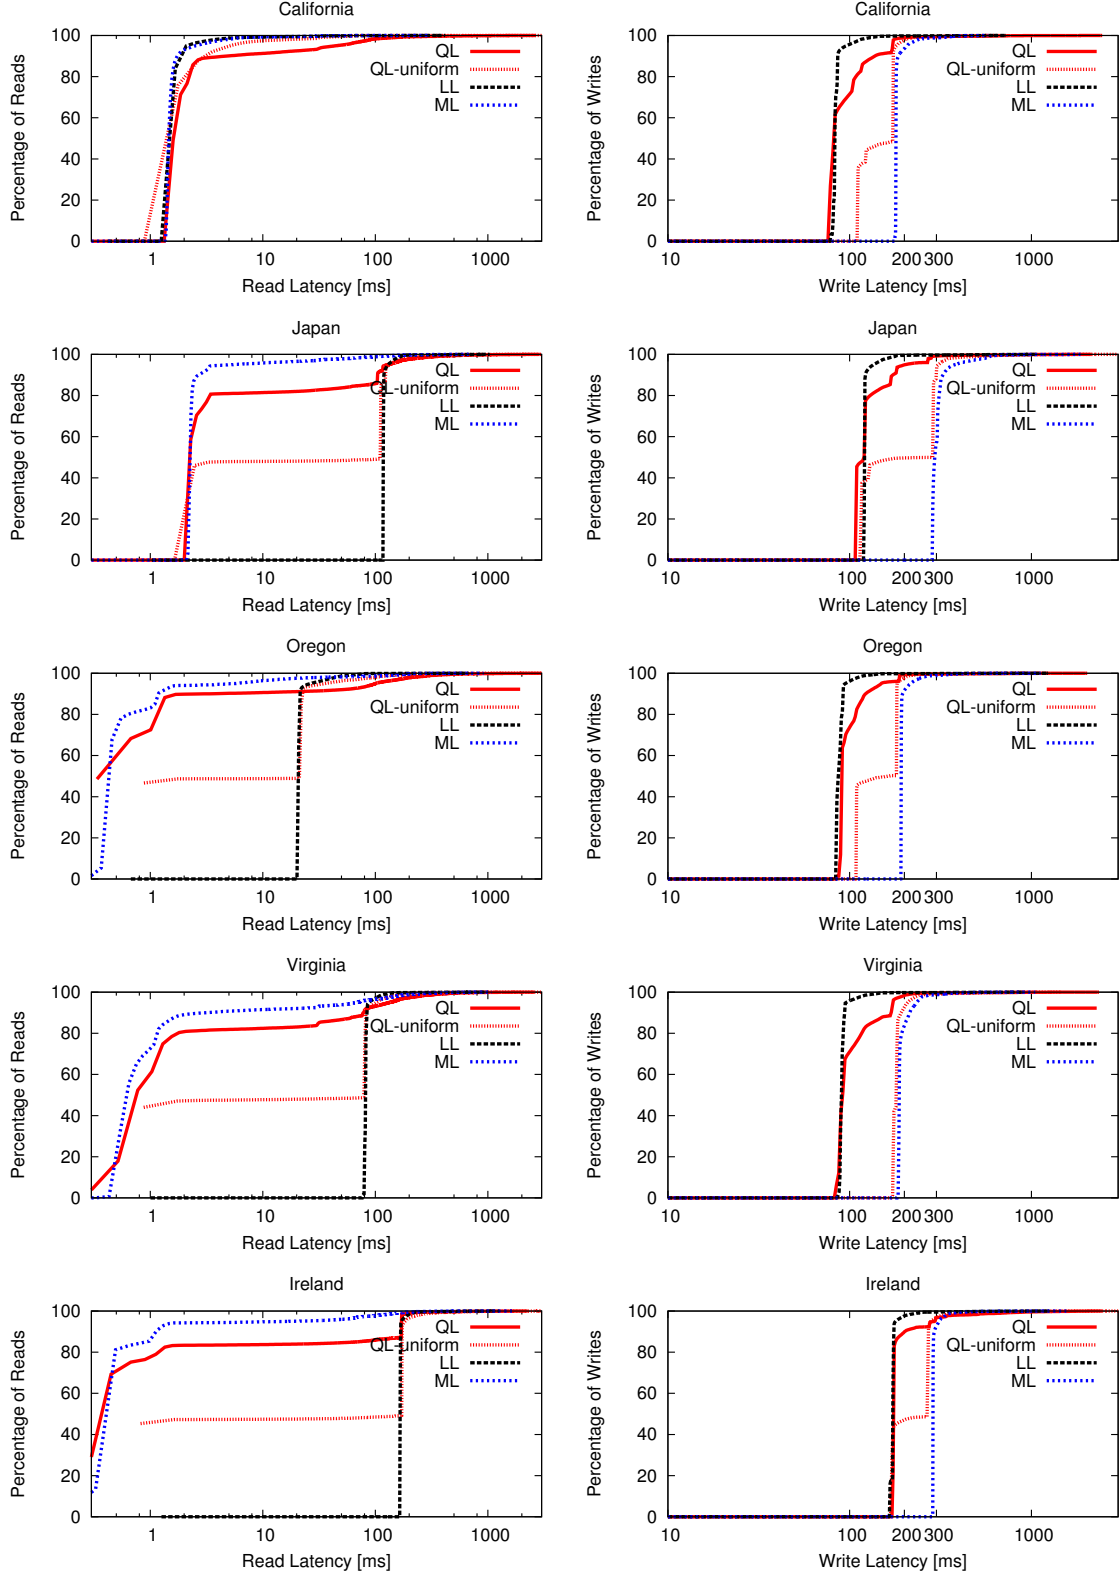 California
Percentage of Reads
100
80
60
40
20
0
QL
QL-uniform
LL
ML
1 10 100 1000
Read Latency [ms]
California
Percentage of Writes
100
80
60
40
20
0
QL
QL-uniform
LL
ML
10 100 200 300 1000
Write Latency [ms]
Japan
Percentage of Reads
100
80
60
40
20
0
QL
QL-uniform
LL
ML
1 10 100 1000
Read Latency [ms]
Japan
Percentage of Writes
100
80
60
40
20
0
QL
QL-uniform
LL
ML
10 100 200 300 1000
Write Latency [ms]
Oregon
Percentage of Reads
100
80
60
40
20
0
QL
QL-uniform
LL
ML
1 10 100 1000
Read Latency [ms]
Oregon
Percentage of Writes
100
80
60
40
20
0
QL
QL-uniform
LL
ML
10 100 200 300 1000
Write Latency [ms]
Virginia
Percentage of Reads
100
80
60
40
20
0
QL
QL-uniform
LL
ML
1 10 100 1000
Read Latency [ms]
Virginia
Percentage of Writes
100
80
60
40
20
0
QL
QL-uniform
LL
ML
10 100 200 300 1000
Write Latency [ms]
Ireland
Percentage of Reads
100
80
60
40
20
0
QL
QL-uniform
LL
ML
1 10 100 1000
Read Latency [ms]
Ireland
Percentage of Writes
100
80
60
40
20
0
QL
QL-uniform
LL
ML
10 100 200 300 1000
Write Latency [ms]